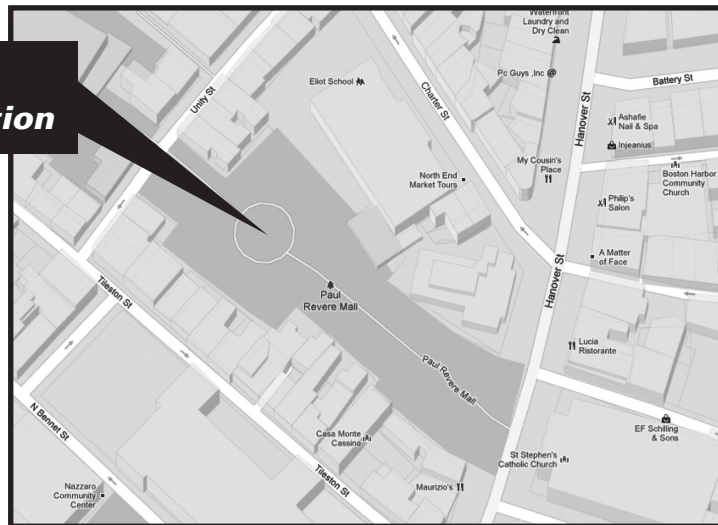 Waterfront
Laundry and
Dry Clean
Unity St
Eliot School
Pc Guys ,Inc
Charter St
Hanover St
Battery St
Ashafie
Nail & Spa
Injeanius
tion
North End
Market Tours
My Cousin's
Place
Boston Harbor
Community
Church
Philip's
Salon
A Matter
of Face
Tileston St
Paul
Revere Mall
Hanover St
Lucia
Ristorante
Paul Revere Mall
N Bennet St
Casa Monte
Cassino
EF Schilling
& Sons
St Stephen's
Catholic Church
Tileston St
Maurizio's
Nazzaro
Community
Center